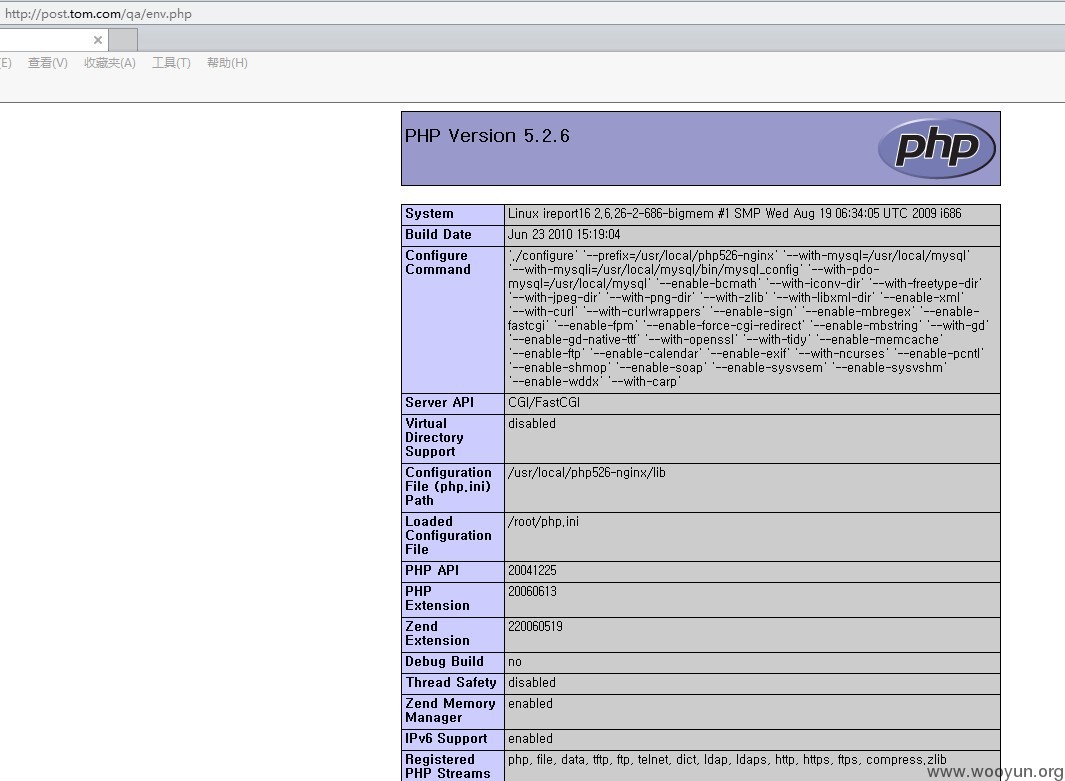 http://post.tom.com/qa/env.php
(E) 查看(V) 收藏夹(A) 工具(T) 帮助(H)
PHP Version 5.2.6
php
System Linux ireport16 2.6.26-2-686-bigmem #1 SMP Wed Aug 19 06:34:05 UTC 2009 i686
Build Date Jun 23 2010 15:19:04
Configure './configure' '--prefix=/usr/local/php526-nginx' '--with-mysql=/usr/local/mysql'
Command '--with-mysqli=/usr/local/mysql/bin/mysql_config' '--with-pdo-
mysql=/usr/local/mysql' '--enable-bcmath' '--with-iconv-dir' '--with-freetype-dir'
'--with-jpeg-dir' '--with-png-dir' '--with-zlib' '--with-libxml-dir' '--enable-xml'
'--with-curl' '--with-curlwrappers' '--enable-sign' '--enable-mbregex' '--enable-
fastcgi' '--enable-fpm' '--enable-force-cgi-redirect' '--enable-mbstring' '--with-gd'
'--enable-gd-native-ttf' '--with-openssl' '--with-tidy' '--enable-memcache'
'--enable-ftp' '--enable-calendar' '--enable-exif' '--with-ncurses' '--enable-pcntl'
'--enable-shmop' '--enable-soap' '--enable-sysvsem' '--enable-sysvshm'
'--enable-wddx' '--with-carp'
Server API CGI/FastCGI
Virtual disabled
Directory
Support
Configuration /usr/local/php526-nginx/lib
File (php.ini)
Path
Loaded /root/php.ini
Configuration
File
PHP API 20041225
PHP 20060613
Extension
Zend 220060519
Extension
Debug Build no
Thread Safety disabled
Zend Memory enabled
Manager
IPv6 Support enabled
Registered php, file, data, tftp, ftp, telnet, dict, ldap, ldaps, http, https, ftps, compress.zlib
PHP Streams
www.wooyun.org